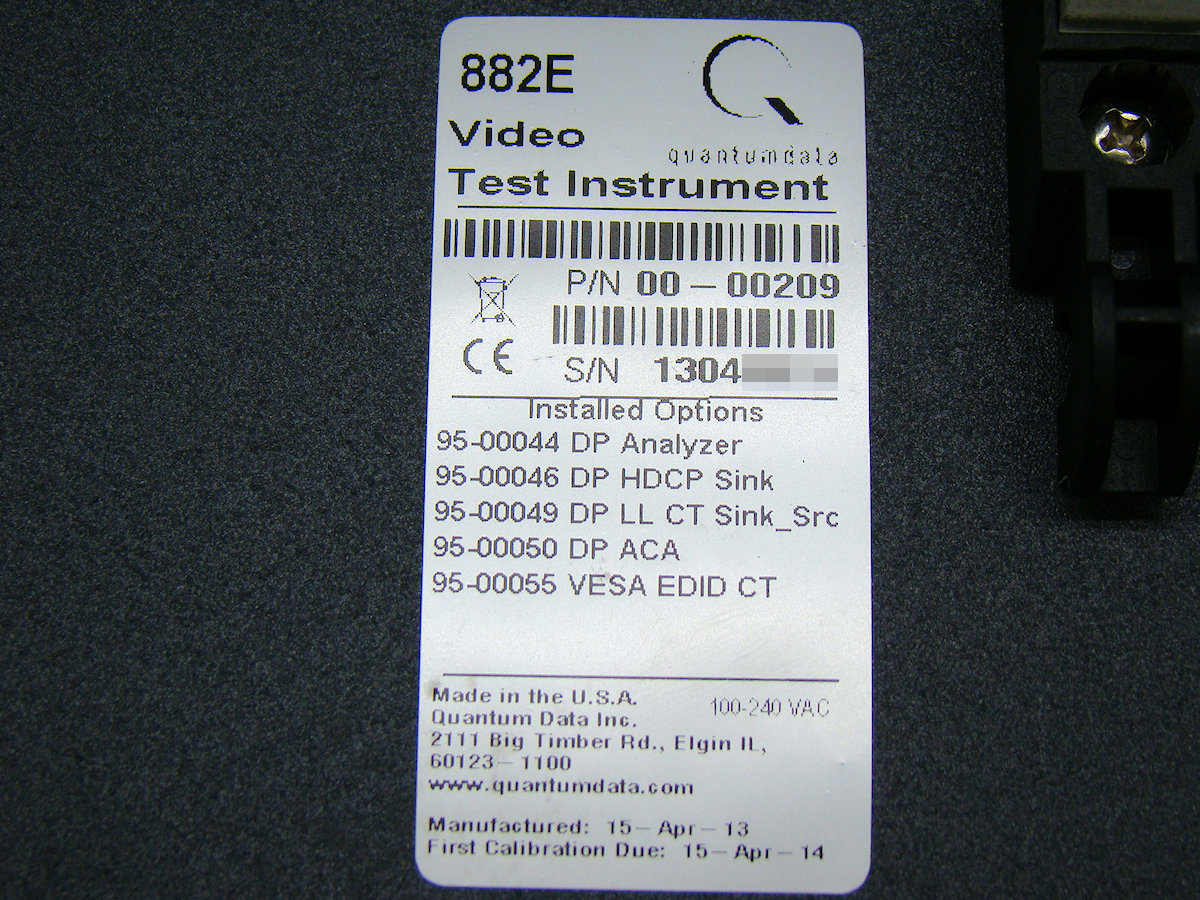 882E
quantumdata
Video
Test Instrument
P/N 00-00209
CE
S/N 1304
Installed Options
95-00044 DP Analyzer
95-00046 DP HDCP Sink
95-00049 DP LL CT Sink_Src
95-00050 DP ACA
95-00055 VESA EDID CT
Made in the U.S.A.
100-240 VAC
Quantum Data Inc.
2111 Big Timber Rd., Elgin IL,
60123-1100
www.quantumdata.com
Manufactured: 15-Apr-13
First Calibration Due: 15-Apr-14